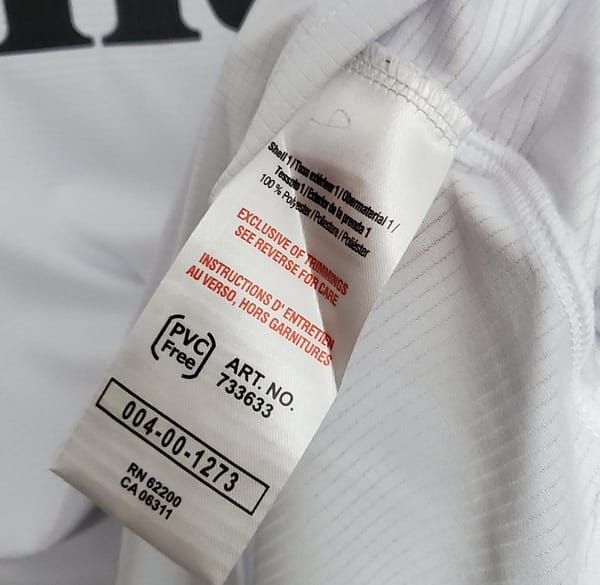 Shell 1 / Tissu extérieur 1 / Obermaterial 1 /
Tessuto 1 / Exterior de la prenda 1
100 % Polyester / Poliestere / Poliéster
EXCLUSIVE OF TRIMMINGS
SEE REVERSE FOR CARE
INSTRUCTIONS D' ENTRETIEN
AU VERSO, HORS GARNITURES
PVC
Free
ART. NO.
733633
004-00-1273
RN 62200
CA 06311